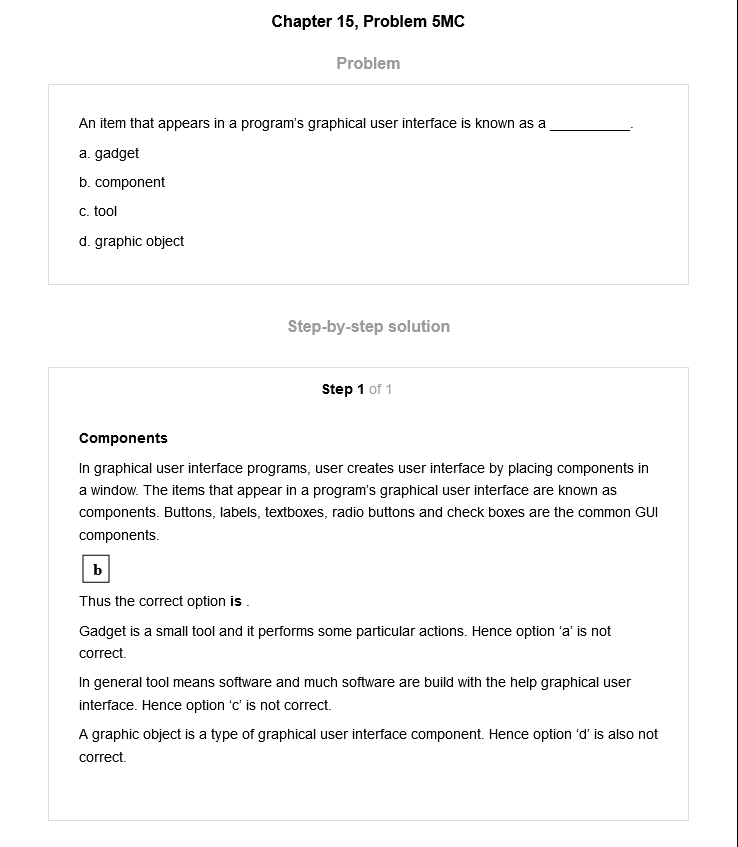 Chapter 15, Problem 5MC
Problem
An item that appears in a program's graphical user interface is known as a __________.
a. gadget
b. component
c. tool
d. graphic object
Step-by-step solution
Step 1 of 1
Components
In graphical user interface programs, user creates user interface by placing components in
a window. The items that appear in a program's graphical user interface are known as
components. Buttons, labels, textboxes, radio buttons and check boxes are the common GUI
components.
b
Thus the correct option is .
Gadget is a small tool and it performs some particular actions. Hence option 'a' is not
correct.
In general tool means software and much software are build with the help graphical user
interface. Hence option 'c' is not correct.
A graphic object is a type of graphical user interface component. Hence option 'd' is also not
correct.